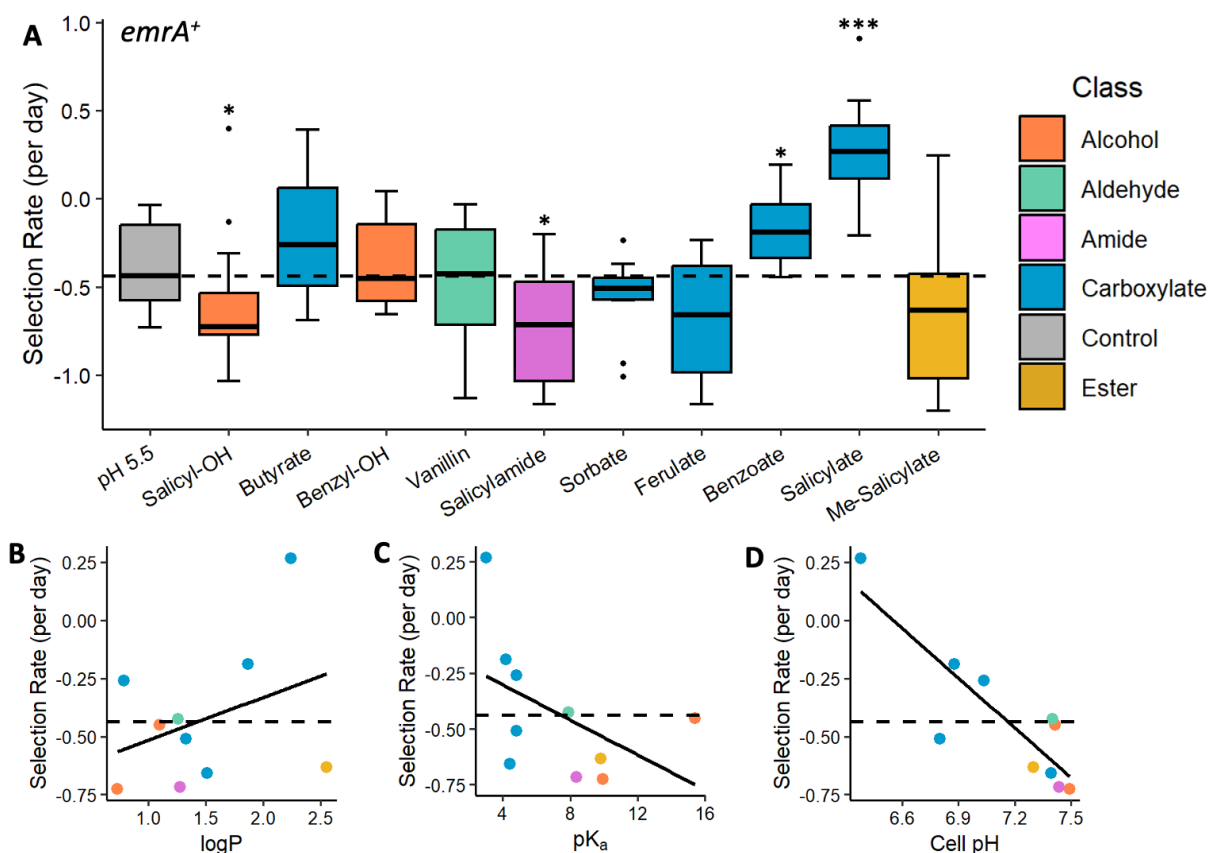 A
emrA+
Selection Rate (per day)
1.0
0.5
0.0
-0.5
-1.0
*
*
*
***
pH 5.5
Salicyl-OH
Butyrate
Benzyl-OH
Vanillin
Salicylamide
Sorbate
Ferulate
Benzoate
Salicylate
Me-Salicylate
Class
Alcohol
Aldehyde
Amide
Carboxylate
Control
Ester
B
Selection Rate (per day)
0.25
0.00
-0.25
-0.50
-0.75
1.0 1.5 2.0 2.5
logP
C
Selection Rate (per day)
0.25
0.00
-0.25
-0.50
-0.75
4 8 12 16
pKa
D
Selection Rate (per day)
0.25
0.00
-0.25
-0.50
-0.75
6.6 6.9 7.2 7.5
Cell pH